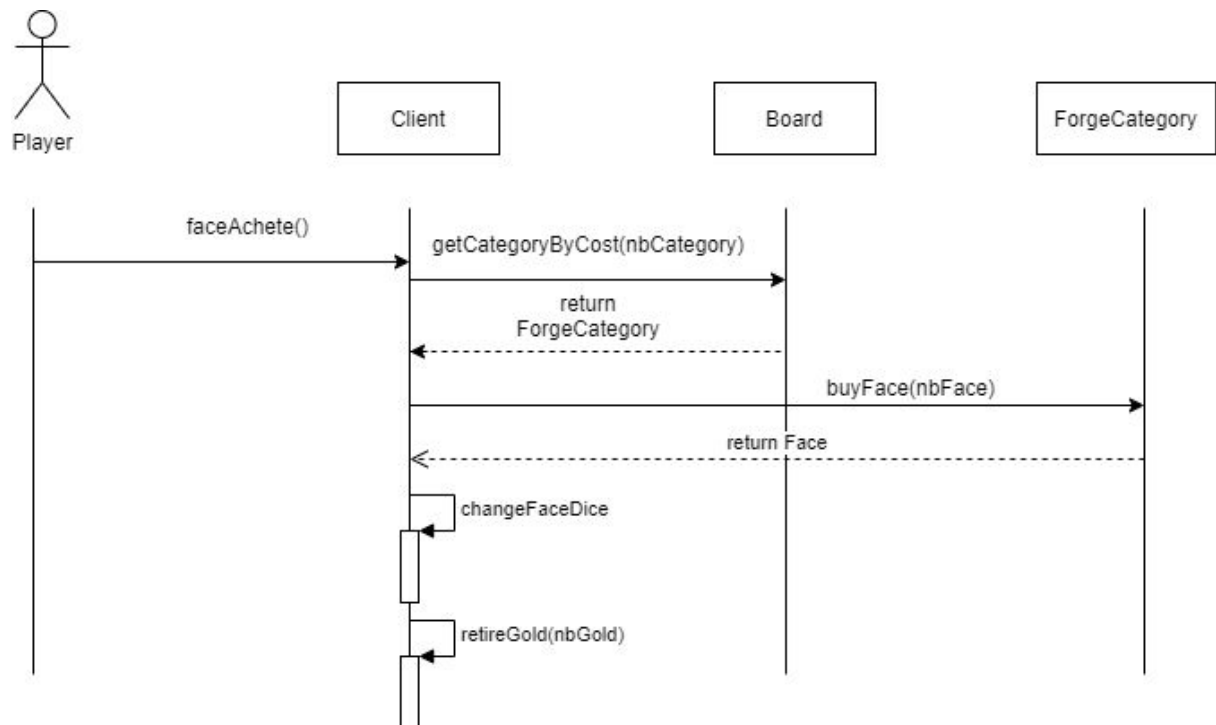 Player
Client
Board
ForgeCategory
faceAchete()
getCategoryByCost(nbCategory)
return
ForgeCategory
buyFace(nbFace)
return Face
changeFaceDice
retireGold(nbGold)